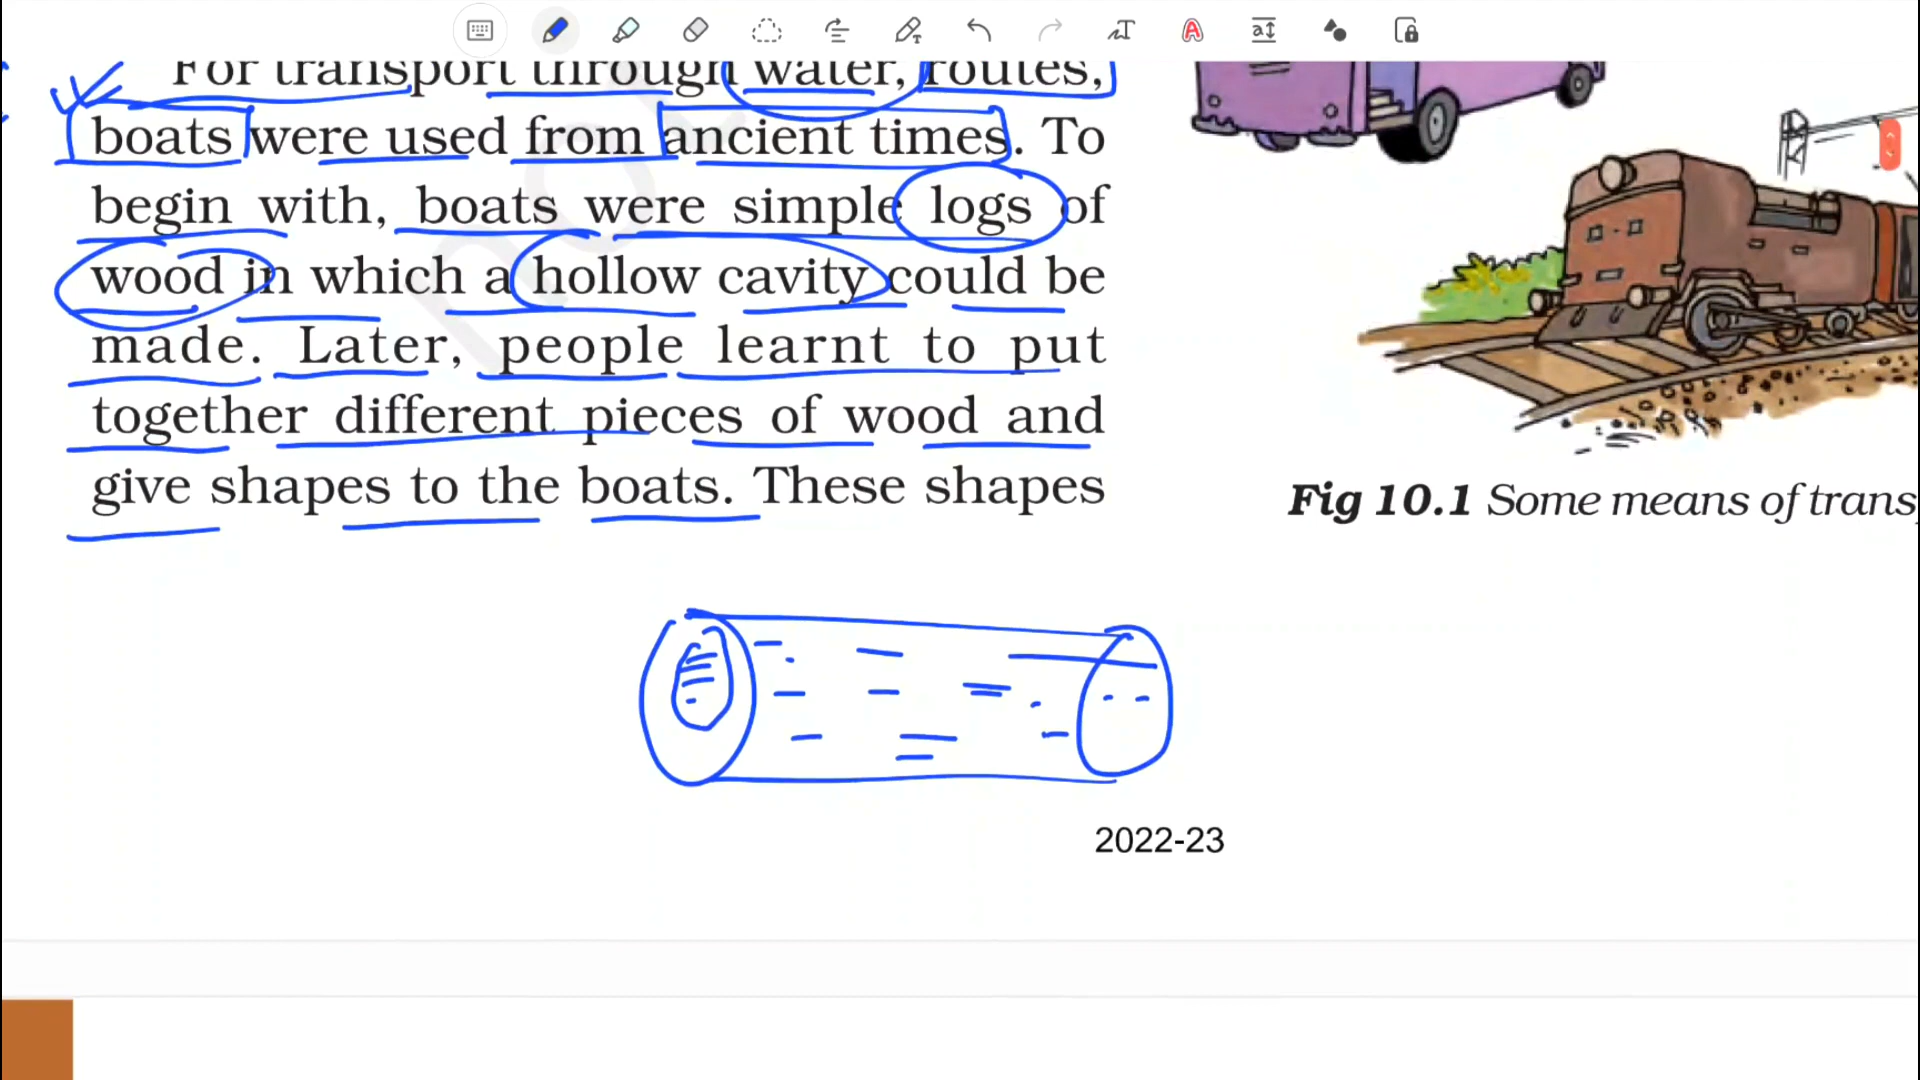 For transport through water, routes,
boats were used from ancient times. To
begin with, boats were simple logs of
wood in which a hollow cavity could be
made. Later, people learnt to put
together different pieces of wood and
give shapes to the boats. These shapes
Fig 10.1 Some means of trans
2022-23